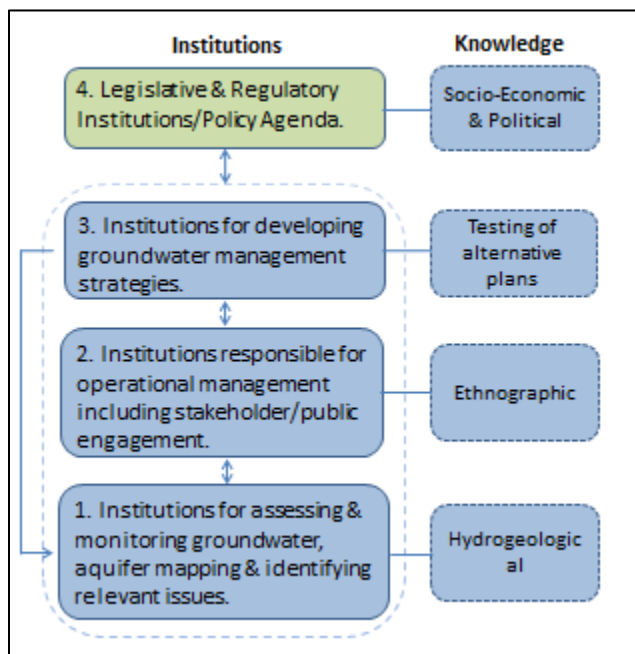 Institutions
Knowledge
4. Legislative & Regulatory
Institutions/Policy Agenda.
Socio-Economic
& Political
3. Institutions for developing
groundwater management
strategies.
Testing of
alternative
plans
2. Institutions responsible for
operational management
including stakeholder/public
engagement.
Ethnographic
1. Institutions for assessing &
monitoring groundwater,
aquifer mapping & identifying
relevant issues.
Hydrogeologic
al